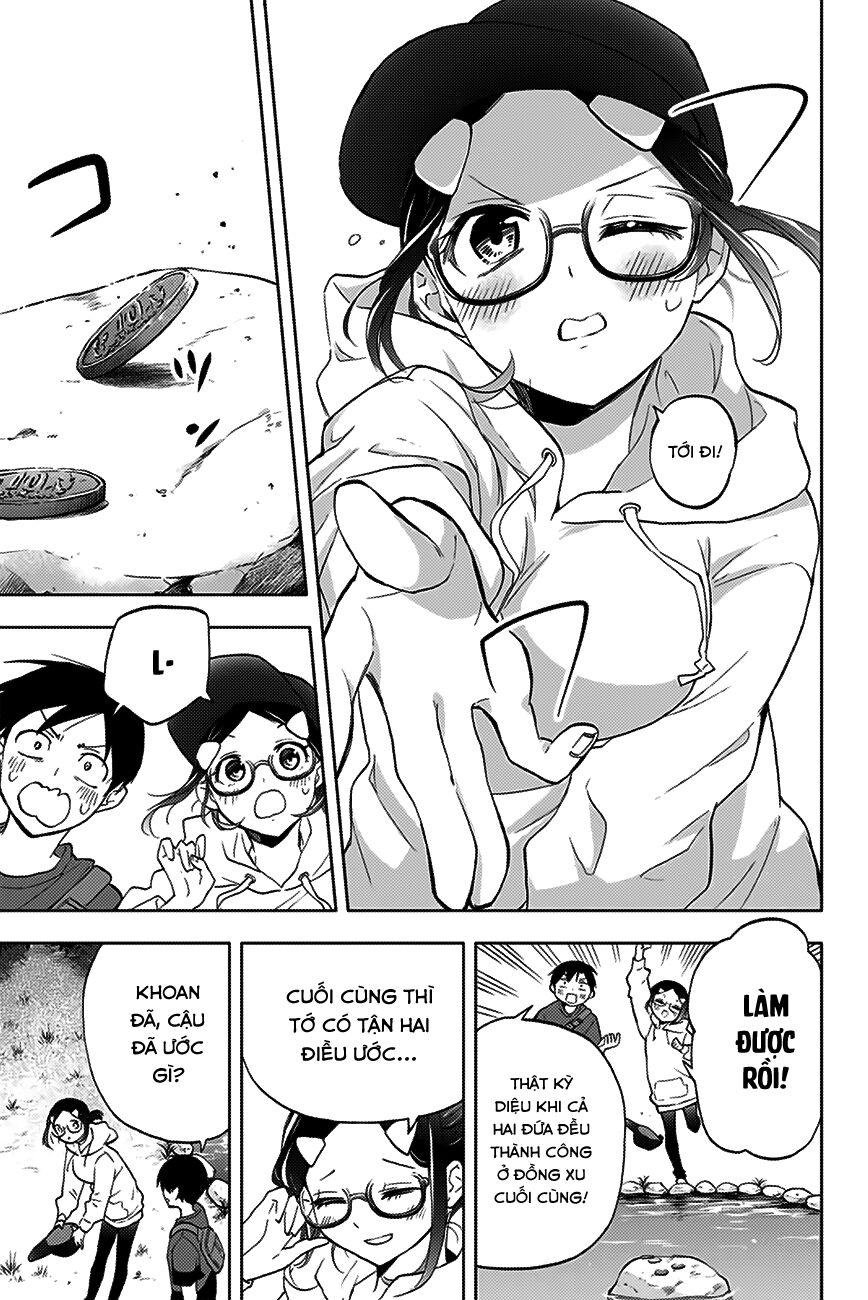 TỚI ĐI!
コ
L-
LÀM
ĐƯỢC
RỒI!
THẬT KỲ
DIỆU KHI CẢ
HAI ĐỨA ĐỀU
THÀNH CÔNG
Ở ĐỒNG XU
CUỐI CÙNG!
CUỐI CÙNG THÌ
TỚ CÓ TẬN HAI
ĐIỀU ƯỚC...
KHOAN
ĐÃ, CẬU
ĐÃ ƯỚC
GÌ?